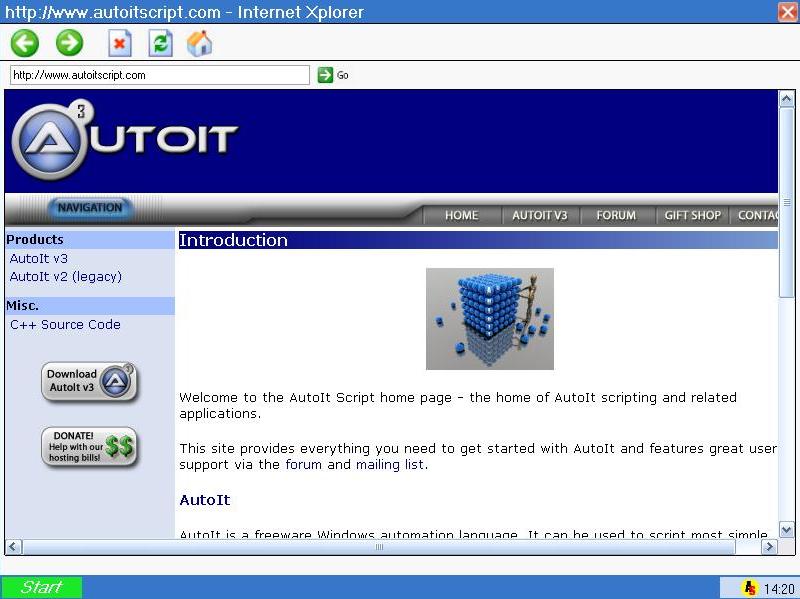 http://www.autoitscript.com - Internet Xplorer
http://www.autoitscript.com
Go
AUTOIT
3
NAVIGATION
HOME
AUTOIT V3
FORUM
GIFT SHOP
CONTAC
Products
AutoIt v3
AutoIt v2 (legacy)
Misc.
C++ Source Code
Download
AutoIt v3
DONATE!
Help with our
hosting bills!
$$
Introduction
Welcome to the AutoIt Script home page - the home of AutoIt scripting and related
applications.
This site provides everything you need to get started with AutoIt and features great user
support via the forum and mailing list.
AutoIt
AutoIt is a freeware Windows automation language. It can be used to script most simple
Start
14:20